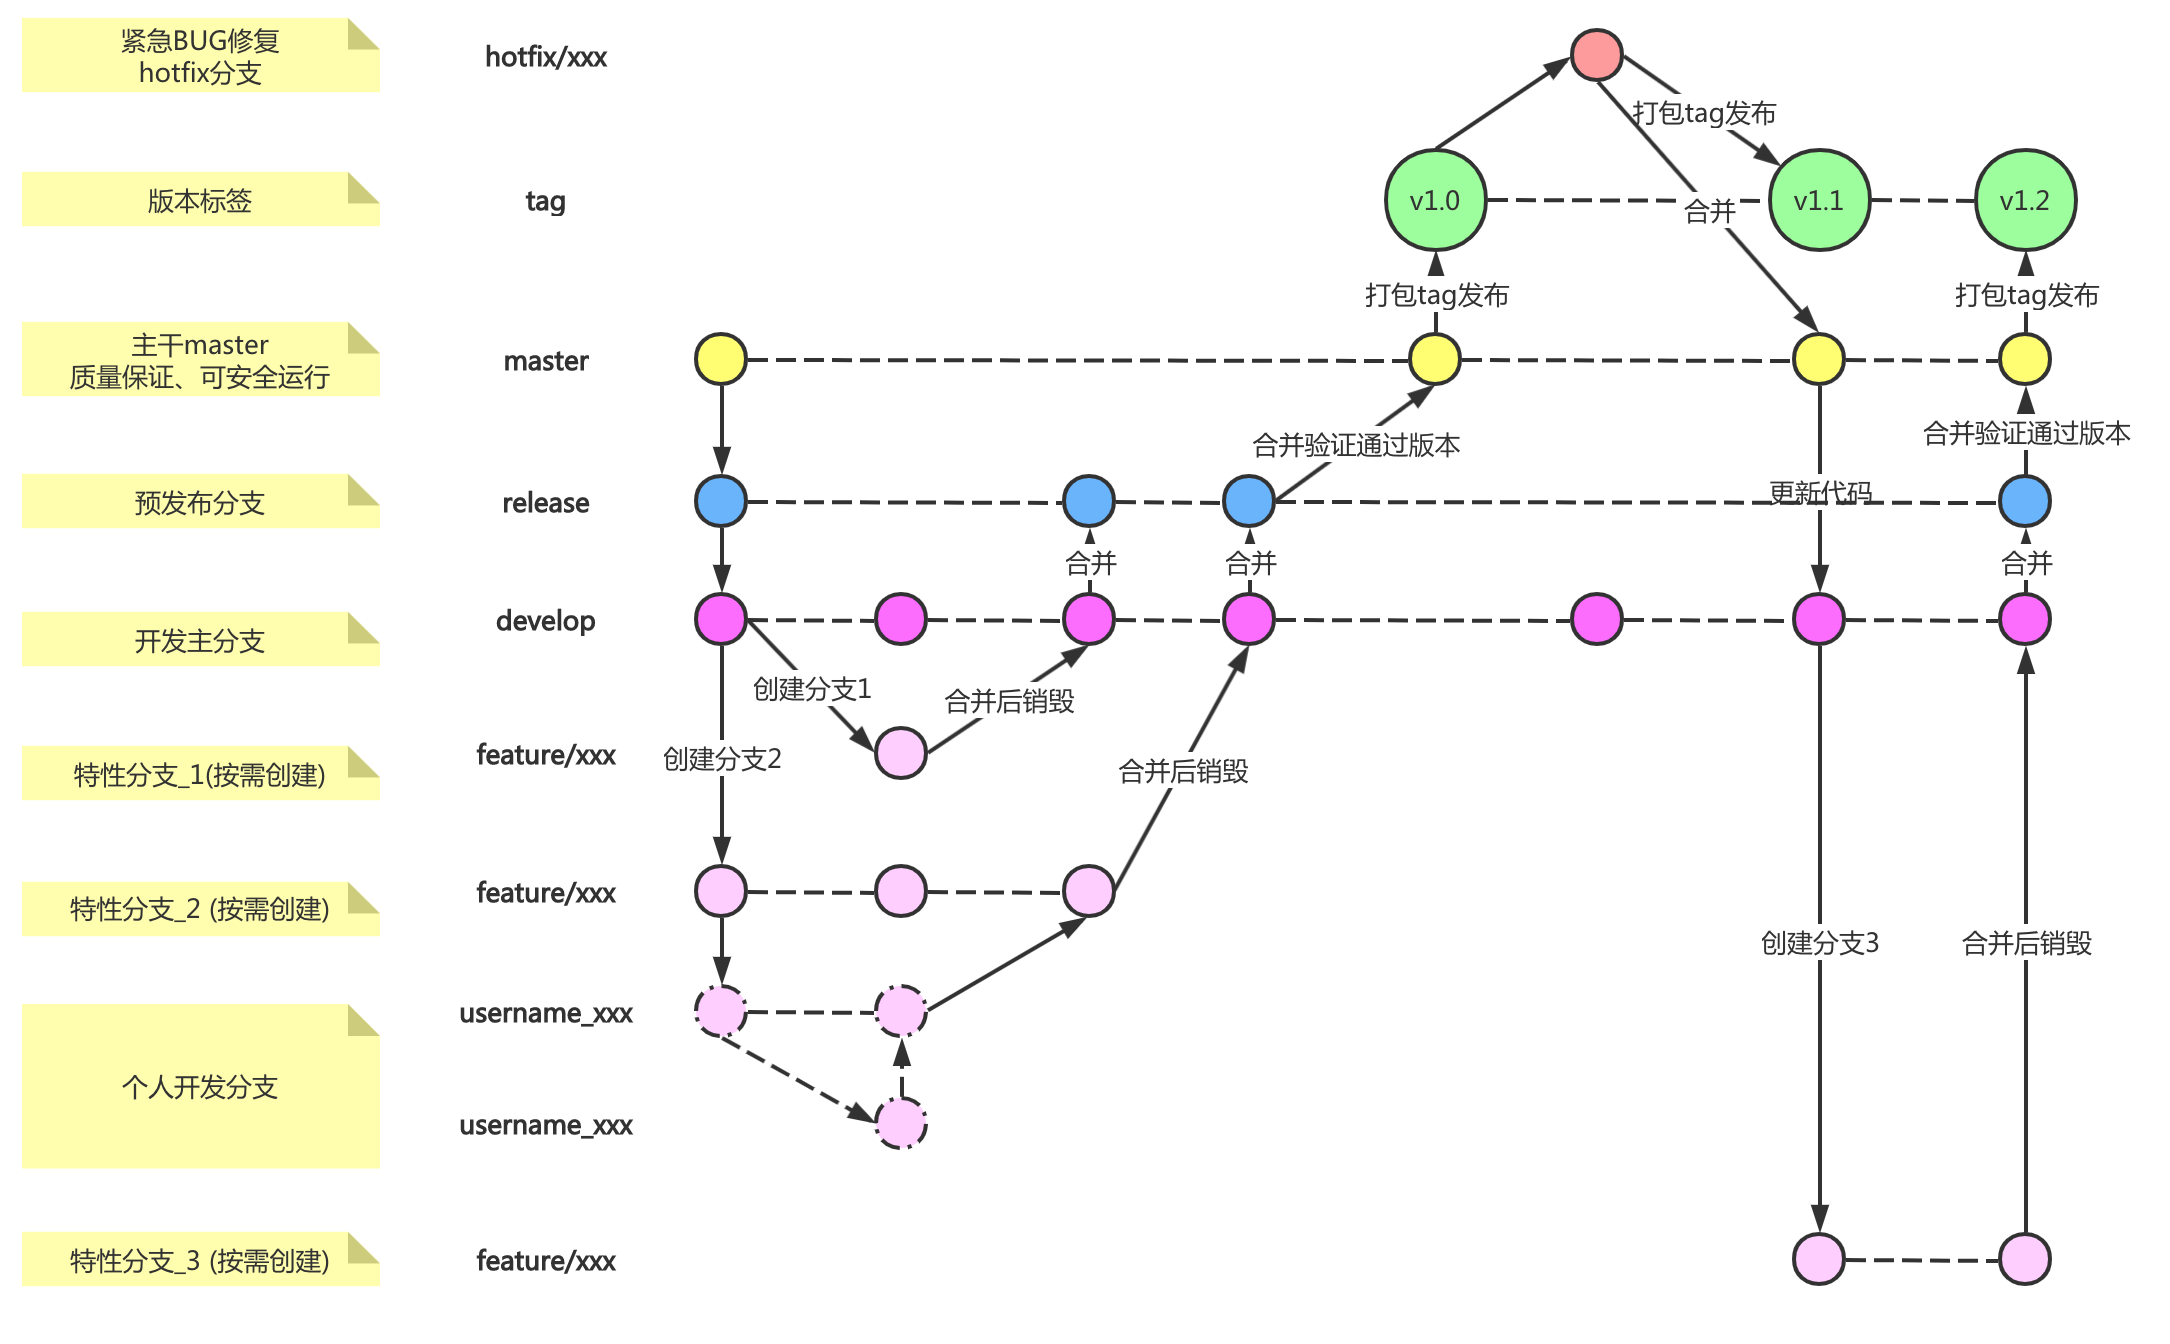 紧急BUG修复
hotfix分支
hotfix/xxx
打包tag发布
版本标签
tag
v1.0
合并
v1.1
v1.2
打包tag发布
打包tag发布
主干master
质量保证、可安全运行
master
合并验证通过版本
合并验证通过版本
预发布分支
release
更新代码
合并
合并
合并
开发主分支
develop
创建分支1
合并后销毁
特性分支_1(按需创建)
feature/xxx
创建分支2
合并后销毁
特性分支_2 (按需创建)
feature/xxx
创建分支3
合并后销毁
个人开发分支
username_xxx
username_xxx
特性分支_3 (按需创建)
feature/xxx